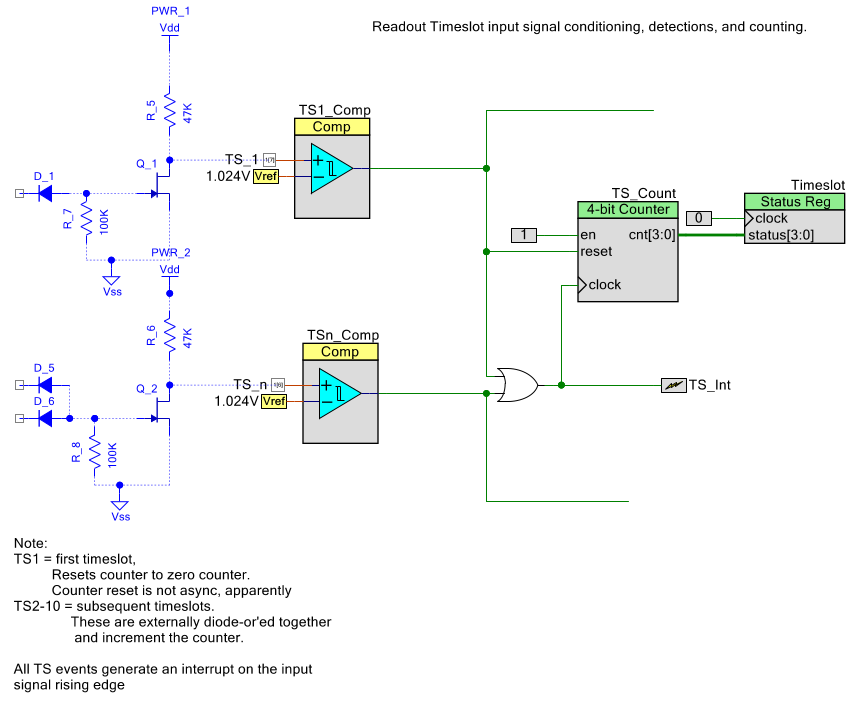 PWR_1
Vdd
Readout Timeslot input signal conditioning, detections, and counting.
R_5
47K
TS1_Comp
Comp
Q_1
TS_1
1.024V
Vref
D_1
R_7
100K
Vss
TS_Count
4-bit Counter
1
en
cnt[3:0]
reset
clock
Timeslot
Status Reg
0
clock
status[3:0]
PWR_2
Vdd
R_6
47K
TSn_Comp
Comp
D_5
D_6
Q_2
TS_n
1.024V
Vref
R_8
100K
Vss
TS_Int
Note:
TS1 = first timeslot,
Resets counter to zero counter.
Counter reset is not async, apparently
TS2-10 = subsequent timeslots.
These are externally diode-or'ed together
and increment the counter.
All TS events generate an interrupt on the input
signal rising edge